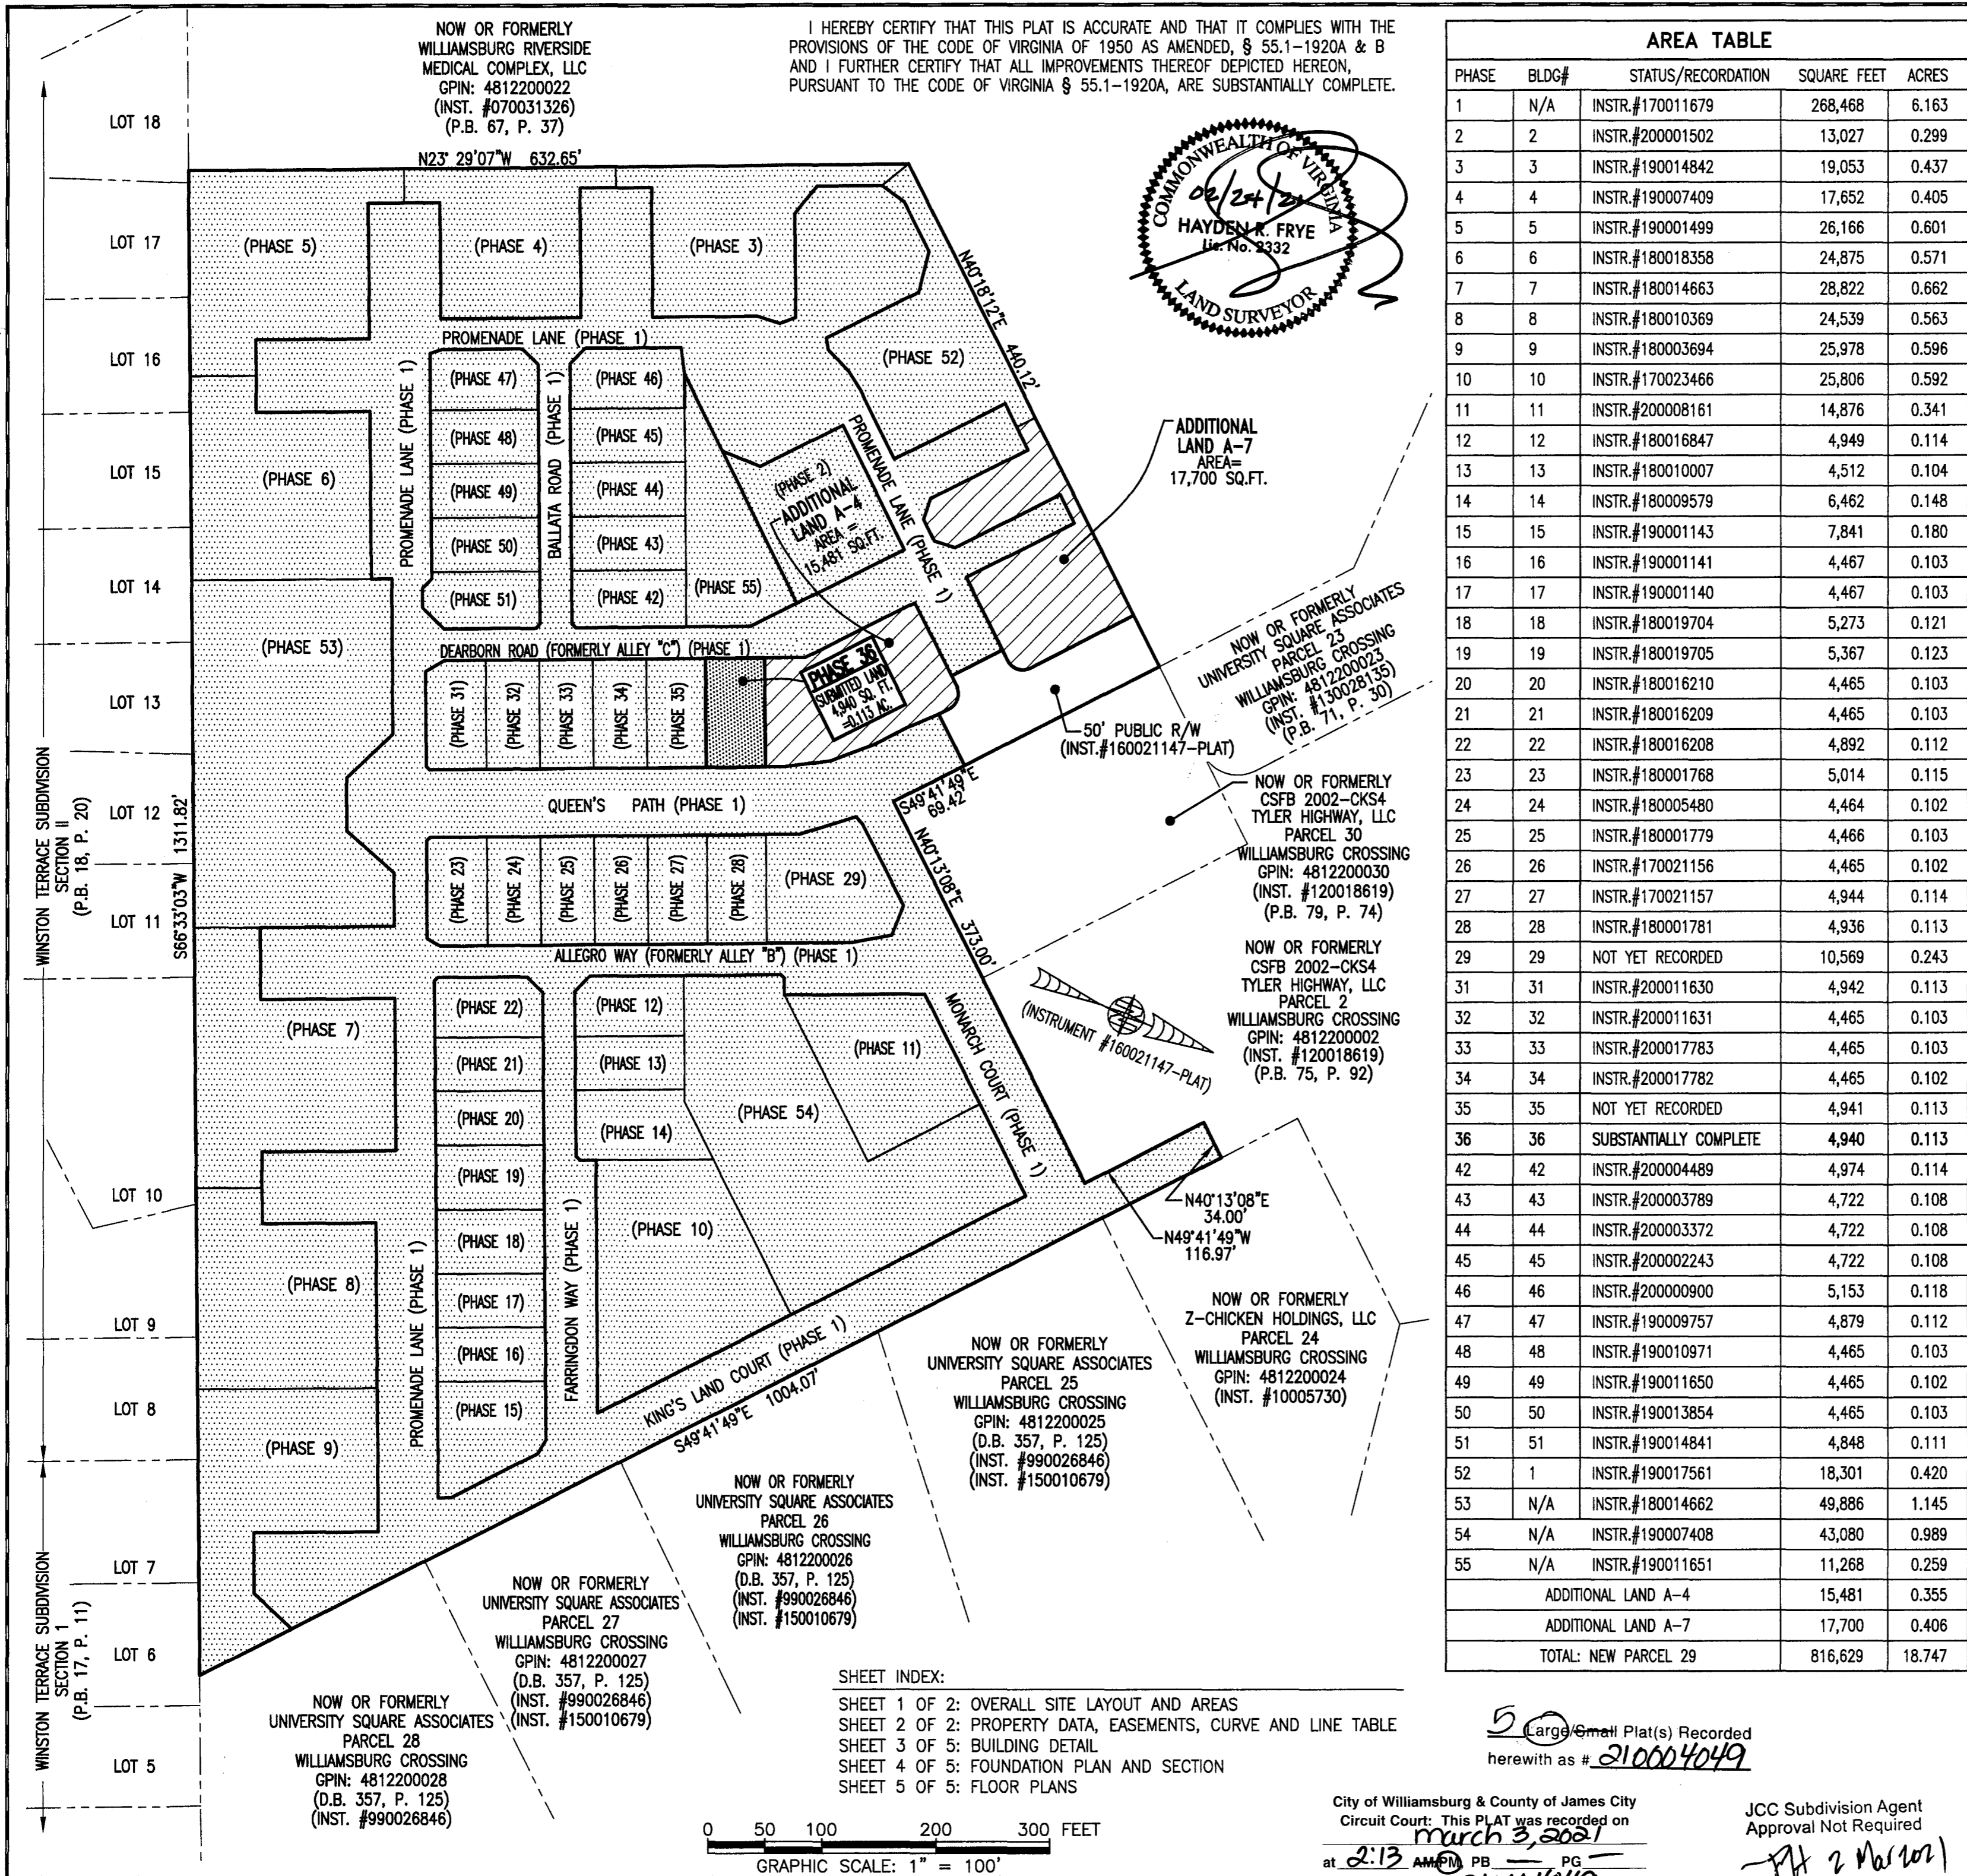 NOW OR FORMERLY
WILLIAMSBURG RIVERSIDE
MEDICAL COMPLEX, LLC
GPIN: 4812200022
(INST. #070031326)
(P.B. 67, P. 37)
I HEREBY CERTIFY THAT THIS PLAT IS ACCURATE AND THAT IT COMPLIES WITH THE
PROVISIONS OF THE CODE OF VIRGINIA OF 1950 AS AMENDED, § 55.1-1920A & B
AND I FURTHER CERTIFY THAT ALL IMPROVEMENTS THEREOF DEPICTED HEREON,
PURSUANT TO THE CODE OF VIRGINIA § 55.1-1920A, ARE SUBSTANTIALLY COMPLETE.
COMMONWEALTH OF VIRGINIA
02/24/21
HAYDEN R. FRYE
Lic. No. 2332
LAND SURVEYOR
LOT 18
LOT 17
LOT 16
LOT 15
LOT 14
LOT 13
LOT 12
LOT 11
LOT 10
LOT 9
LOT 8
LOT 7
LOT 6
LOT 5
WINSTON TERRACE SUBDIVISION
SECTION II
(P.B. 18, P. 20)
S66°33'03"W 1311.82'
WINSTON TERRACE SUBDIVISION
SECTION 1
(P.B. 17, P. 11)
N23° 29'07"W 632.65'
(PHASE 5)
(PHASE 4)
(PHASE 3)
N40°18'12"E 440.12'
PROMENADE LANE (PHASE 1)
(PHASE 52)
PROMENADE LANE (PHASE 1)
(PHASE 47)
(PHASE 48)
(PHASE 49)
(PHASE 50)
(PHASE 51)
BALLATA ROAD (PHASE 1)
(PHASE 46)
(PHASE 45)
(PHASE 44)
(PHASE 43)
(PHASE 42)
(PHASE 55)
(PHASE 2)
ADDITIONAL
LAND A-4
AREA =
15,481 SQ.FT.
PROMENADE LANE (PHASE 1)
ADDITIONAL
LAND A-7
AREA=
17,700 SQ.FT.
(PHASE 6)
(PHASE 53)
DEARBORN ROAD (FORMERLY ALLEY "C") (PHASE 1)
(PHASE 31)
(PHASE 32)
(PHASE 33)
(PHASE 34)
(PHASE 35)
PHASE 36
SUBMITTED LAND
4,940 SQ. FT.
=0.113 AC.
NOW OR FORMERLY
UNIVERSITY SQUARE ASSOCIATES
PARCEL 23
WILLIAMSBURG CROSSING
GPIN: 4812200023
(INST. #130028135)
(P.B. 71, P. 30)
50' PUBLIC R/W
(INST.#160021147-PLAT)
QUEEN'S PATH (PHASE 1)
S49°41'49"E
69.42'
N40°13'08"E 373.00'
NOW OR FORMERLY
CSFB 2002-CKS4
TYLER HIGHWAY, LLC
PARCEL 30
WILLIAMSBURG CROSSING
GPIN: 4812200030
(INST. #120018619)
(P.B. 79, P. 74)
(PHASE 23)
(PHASE 24)
(PHASE 25)
(PHASE 26)
(PHASE 27)
(PHASE 28)
(PHASE 29)
ALLEGRO WAY (FORMERLY ALLEY "B") (PHASE 1)
NOW OR FORMERLY
CSFB 2002-CKS4
TYLER HIGHWAY, LLC
PARCEL 2
WILLIAMSBURG CROSSING
GPIN: 4812200002
(INST. #120018619)
(P.B. 75, P. 92)
(INSTRUMENT #160021147-PLAT)
(PHASE 7)
(PHASE 22)
(PHASE 21)
(PHASE 20)
(PHASE 19)
(PHASE 18)
(PHASE 17)
(PHASE 16)
(PHASE 15)
(PHASE 12)
(PHASE 13)
(PHASE 14)
(PHASE 54)
(PHASE 11)
MONARCH COURT (PHASE 1)
(PHASE 10)
FARRINGDON WAY (PHASE 1)
PROMENADE LANE (PHASE 1)
(PHASE 8)
(PHASE 9)
N40°13'08"E
34.00'
N49°41'49"W
116.97'
KING'S LAND COURT (PHASE 1)
S49°41'49"E 1004.07'
NOW OR FORMERLY
Z-CHICKEN HOLDINGS, LLC
PARCEL 24
WILLIAMSBURG CROSSING
GPIN: 4812200024
(INST. #10005730)
NOW OR FORMERLY
UNIVERSITY SQUARE ASSOCIATES
PARCEL 25
WILLIAMSBURG CROSSING
GPIN: 4812200025
(D.B. 357, P. 125)
(INST. #990026846)
(INST. #150010679)
NOW OR FORMERLY
UNIVERSITY SQUARE ASSOCIATES
PARCEL 26
WILLIAMSBURG CROSSING
GPIN: 4812200026
(D.B. 357, P. 125)
(INST. #990026846)
(INST. #150010679)
NOW OR FORMERLY
UNIVERSITY SQUARE ASSOCIATES
PARCEL 27
WILLIAMSBURG CROSSING
GPIN: 4812200027
(D.B. 357, P. 125)
(INST. #990026846)
(INST. #150010679)
NOW OR FORMERLY
UNIVERSITY SQUARE ASSOCIATES
PARCEL 28
WILLIAMSBURG CROSSING
GPIN: 4812200028
(D.B. 357, P. 125)
(INST. #990026846)
SHEET INDEX:
SHEET 1 OF 2: OVERALL SITE LAYOUT AND AREAS
SHEET 2 OF 2: PROPERTY DATA, EASEMENTS, CURVE AND LINE TABLE
SHEET 3 OF 5: BUILDING DETAIL
SHEET 4 OF 5: FOUNDATION PLAN AND SECTION
SHEET 5 OF 5: FLOOR PLANS
0 50 100 200 300 FEET
GRAPHIC SCALE: 1" = 100'
AREA TABLE
PHASE BLDG# STATUS/RECORDATION SQUARE FEET ACRES
1 N/A INSTR.#170011679 268,468 6.163
2 2 INSTR.#200001502 13,027 0.299
3 3 INSTR.#190014842 19,053 0.437
4 4 INSTR.#190007409 17,652 0.405
5 5 INSTR.#190001499 26,166 0.601
6 6 INSTR.#180018358 24,875 0.571
7 7 INSTR.#180014663 28,822 0.662
8 8 INSTR.#180010369 24,539 0.563
9 9 INSTR.#180003694 25,978 0.596
10 10 INSTR.#170023466 25,806 0.592
11 11 INSTR.#200008161 14,876 0.341
12 12 INSTR.#180016847 4,949 0.114
13 13 INSTR.#180010007 4,512 0.104
14 14 INSTR.#180009579 6,462 0.148
15 15 INSTR.#190001143 7,841 0.180
16 16 INSTR.#190001141 4,467 0.103
17 17 INSTR.#190001140 4,467 0.103
18 18 INSTR.#180019704 5,273 0.121
19 19 INSTR.#180019705 5,367 0.123
20 20 INSTR.#180016210 4,465 0.103
21 21 INSTR.#180016209 4,465 0.103
22 22 INSTR.#180016208 4,892 0.112
23 23 INSTR.#180001768 5,014 0.115
24 24 INSTR.#180005480 4,464 0.102
25 25 INSTR.#180001779 4,466 0.103
26 26 INSTR.#170021156 4,465 0.102
27 27 INSTR.#170021157 4,944 0.114
28 28 INSTR.#180001781 4,936 0.113
29 29 NOT YET RECORDED 10,569 0.243
31 31 INSTR.#200011630 4,942 0.113
32 32 INSTR.#200011631 4,465 0.103
33 33 INSTR.#200017783 4,465 0.103
34 34 INSTR.#200017782 4,465 0.102
35 35 NOT YET RECORDED 4,941 0.113
36 36 SUBSTANTIALLY COMPLETE 4,940 0.113
42 42 INSTR.#200004489 4,974 0.114
43 43 INSTR.#200003789 4,722 0.108
44 44 INSTR.#200003372 4,722 0.108
45 45 INSTR.#200002243 4,722 0.108
46 46 INSTR.#200000900 5,153 0.118
47 47 INSTR.#190009757 4,879 0.112
48 48 INSTR.#190010971 4,465 0.103
49 49 INSTR.#190011650 4,465 0.102
50 50 INSTR.#190013854 4,465 0.103
51 51 INSTR.#190014841 4,848 0.111
52 1 INSTR.#190017561 18,301 0.420
53 N/A INSTR.#180014662 49,886 1.145
54 N/A INSTR.#190007408 43,080 0.989
55 N/A INSTR.#190011651 11,268 0.259
ADDITIONAL LAND A-4 15,481 0.355
ADDITIONAL LAND A-7 17,700 0.406
TOTAL: NEW PARCEL 29 816,629 18.747
5 Large/Small Plat(s) Recorded
herewith as # 210004049
City of Williamsburg & County of James City
Circuit Court: This PLAT was recorded on
March 3, 2021
at 2:13 AM/PM PB — PG —
JCC Subdivision Agent
Approval Not Required
2 Mar 2021